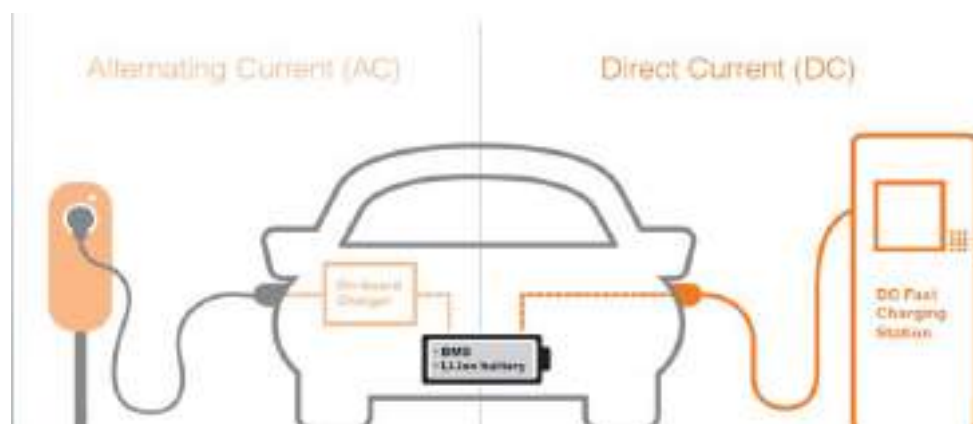 Alternating Current (AC)
Direct Current (DC)
On-board
Charger
DC Fast
Charging
Station
- BMS
- Li-ion battery